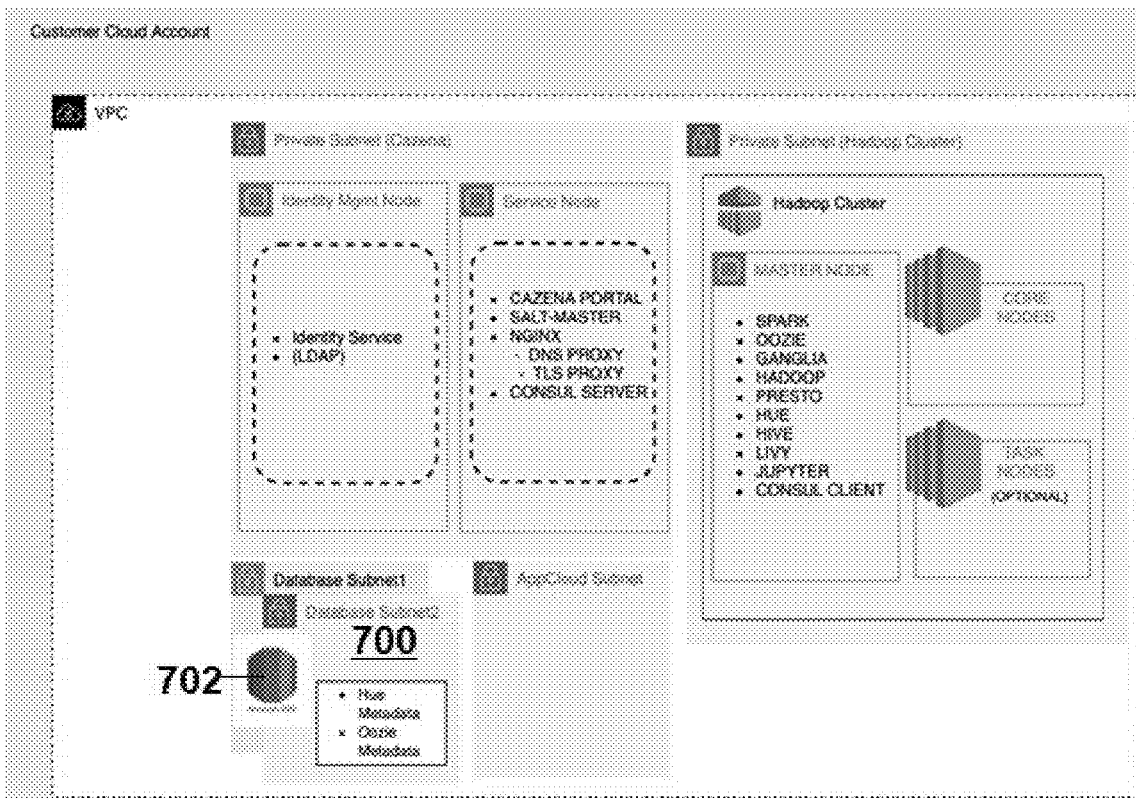 Customer Cloud Account
VPC
Private Subnet (Cazena)
Identity Mgmt Node
• Identity Service
• (LDAP)
Service Node
• CAZENA PORTAL
• SALT-MASTER
• NGINX
- DNS PROXY
- TLS PROXY
• CONSUL SERVER
Private Subnet (Hadoop Cluster)
Hadoop Cluster
MASTER NODE
• SPARK
• OOZIE
• GANGLIA
• HADOOP
• PRESTO
• HUE
• HIVE
• LIVY
• JUPYTER
• CONSUL CLIENT
CORE
NODES
TASK
NODES
(OPTIONAL)
Database Subnet1
Database Subnet2
700
702
• Hue
Metadata
• Oozie
Metadata
AppCloud Subnet